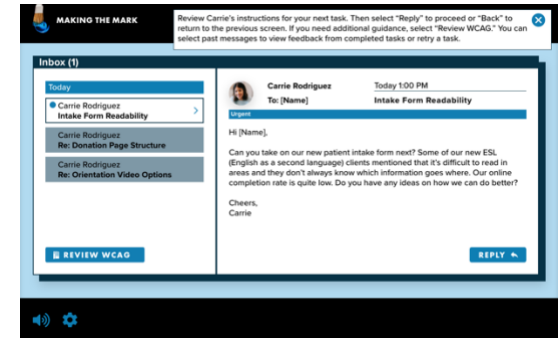 MAKING THE MARK
Review Carrie's instructions for your next task. Then select "Reply" to proceed or "Back" to
return to the previous screen. If you need additional guidance, select "Review WCAG." You can
select past messages to view feedback from completed tasks or retry a task.
Inbox (1)
Today
Carrie Rodriguez
Intake Form Readability
Carrie Rodriguez
Re: Donation Page Structure
Carrie Rodriguez
Re: Orientation Video Options
REVIEW WCAG
Carrie Rodriguez
Today 1:00 PM
To: [Name]
Intake Form Readability
Urgent
Hi [Name],
Can you take on our new patient intake form next? Some of our new ESL
(English as a second language) clients mentioned that it's difficult to read in
areas and they don't always know which information goes where. Our online
completion rate is quite low. Do you have any ideas on how we can do better?
Cheers,
Carrie
REPLY